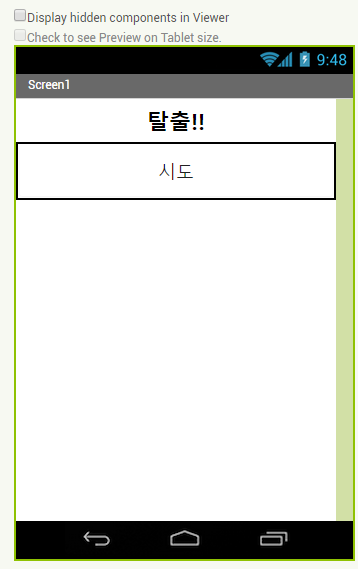 Display hidden components in Viewer
Check to see Preview on Tablet size.
9:48
Screen1
탈출!!
시도